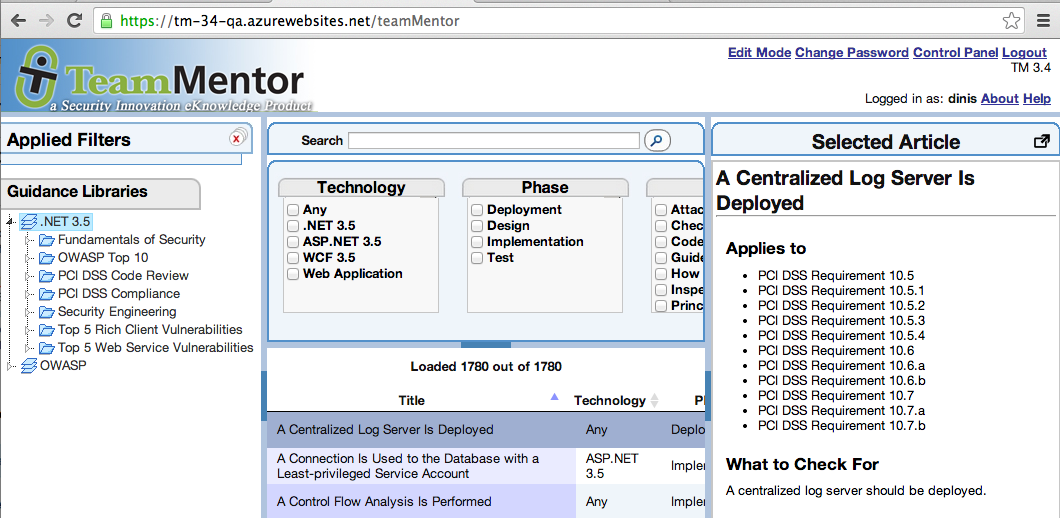 https://tm-34-qa.azurewebsites.net/teamMentor
TeamMentor
a Security Innovation eKnowledge Product
Edit Mode Change Password Control Panel Logout
TM 3.4
Logged in as: dinis About Help
Applied Filters
Guidance Libraries
.NET 3.5
Fundamentals of Security
OWASP Top 10
PCI DSS Code Review
PCI DSS Compliance
Security Engineering
Top 5 Rich Client Vulnerabilities
Top 5 Web Service Vulnerabilities
OWASP
Search
Technology
Any
.NET 3.5
ASP.NET 3.5
WCF 3.5
Web Application
Phase
Deployment
Design
Implementation
Test
Attac
Chec
Code
Guide
How
Inspe
Princ
Loaded 1780 out of 1780
Title Technology Pl
A Centralized Log Server Is Deployed Any Deplo
A Connection Is Used to the Database with a ASP.NET Implem
Least-privileged Service Account 3.5
A Control Flow Analysis Is Performed Any Implem
Selected Article
A Centralized Log Server Is
Deployed
Applies to
PCI DSS Requirement 10.5
PCI DSS Requirement 10.5.1
PCI DSS Requirement 10.5.2
PCI DSS Requirement 10.5.3
PCI DSS Requirement 10.5.4
PCI DSS Requirement 10.6
PCI DSS Requirement 10.6.a
PCI DSS Requirement 10.6.b
PCI DSS Requirement 10.7
PCI DSS Requirement 10.7.a
PCI DSS Requirement 10.7.b
What to Check For
A centralized log server should be deployed.